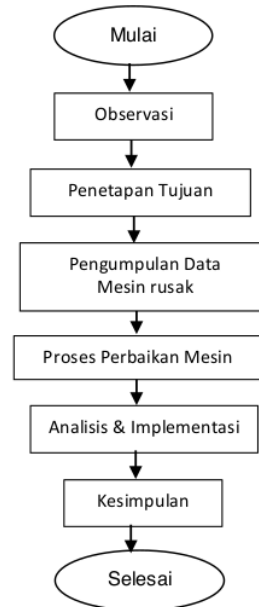 Mulai
Observasi
Penetapan Tujuan
Pengumpulan Data
Mesin rusak
Proses Perbaikan Mesin
Analisis & Implementasi
Kesimpulan
Selesai